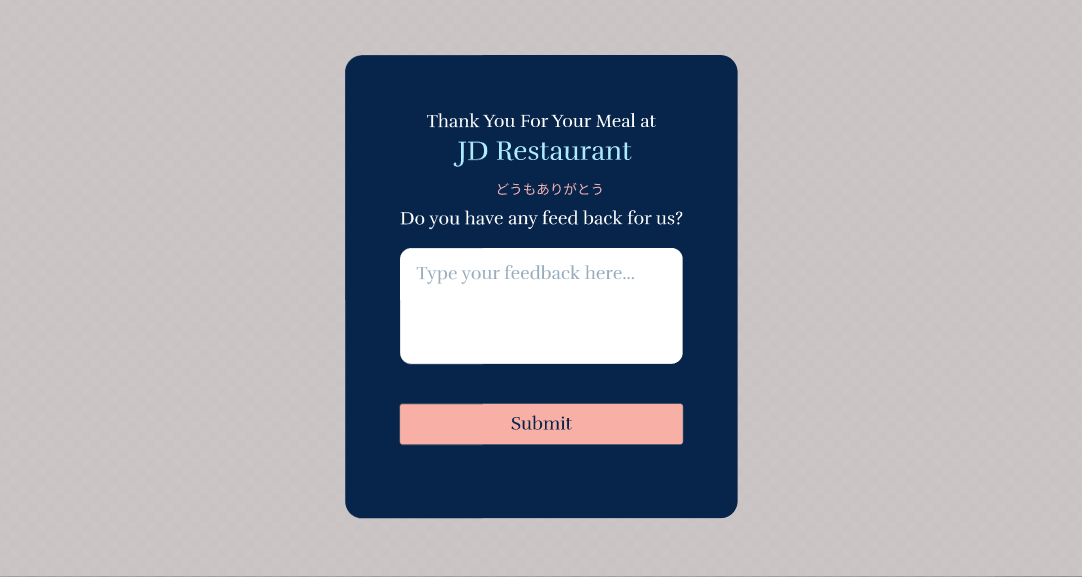 Thank You For Your Meal at
JD Restaurant
どうもありがとう
Do you have any feed back for us?
Type your feedback here...
Submit